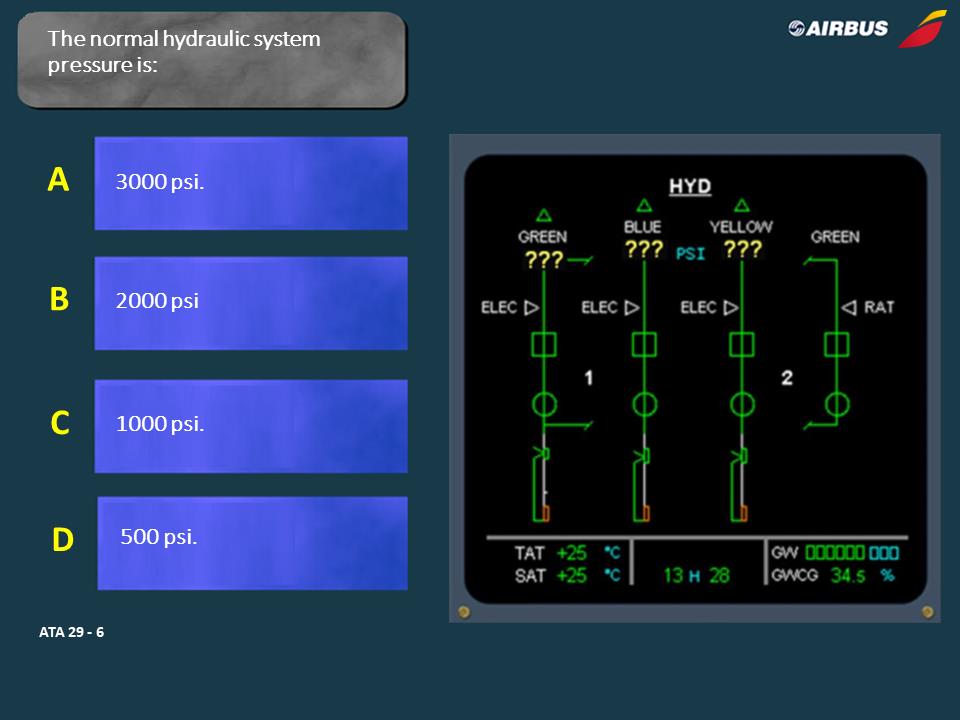 The normal hydraulic system
pressure is:
AIRBUS
A
3000 psi.
B
2000 psi
C
1000 psi.
D
500 psi.
ATA 29 - 6
HYD
GREEN BLUE YELLOW GREEN
??? ??? PSI ???
ELEC ELEC ELEC RAT
1 2
TAT +25 °C GW
SAT +25 °C 13 H 28 GWCG 34.5 %